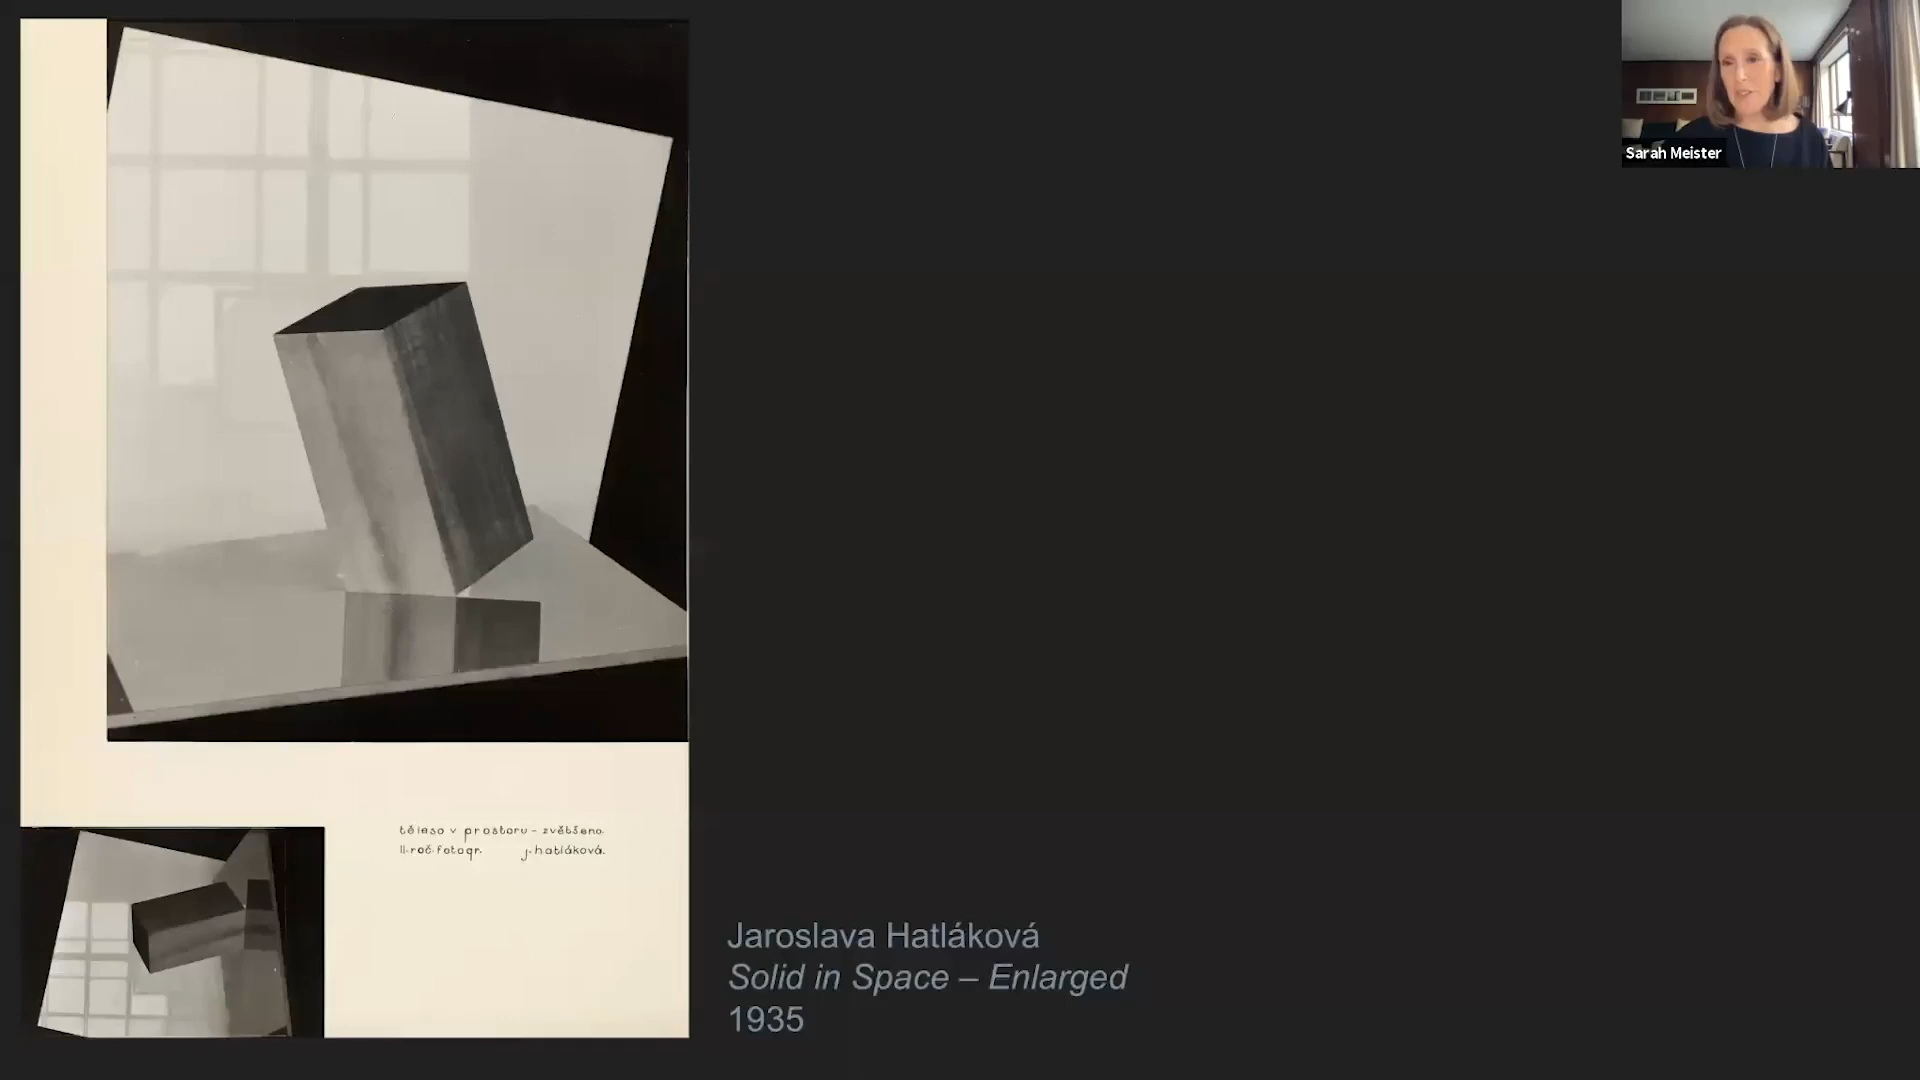 Sarah Meister
těleso v prostoru – zvětšeno.
II. roč. fotogr. j. hatláková.
Jaroslava Hatláková
Solid in Space – Enlarged
1935